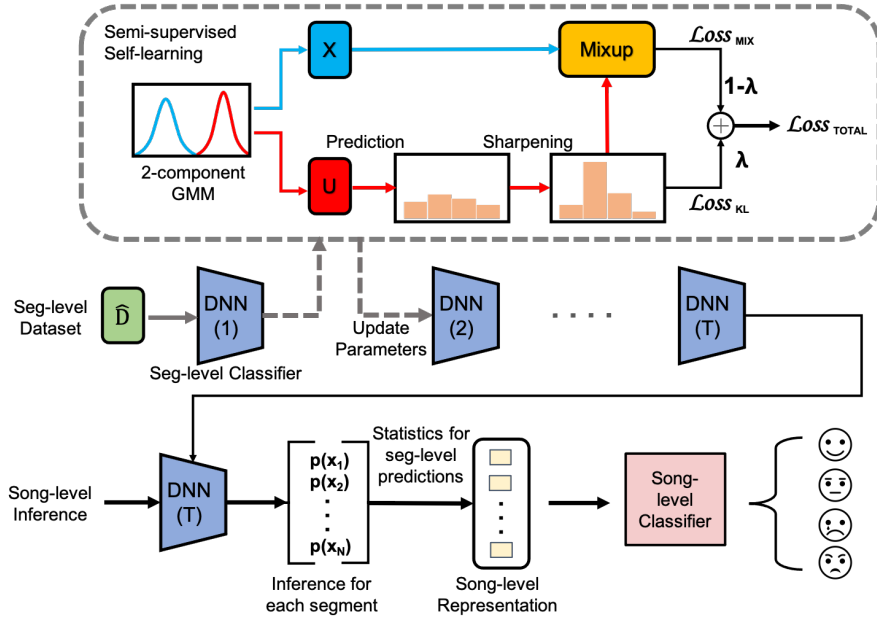 Semi-supervised
Self-learning
X
Mixup
Loss MIX
1-λ
+
Loss TOTAL
λ
Loss KL
2-component
GMM
U
Prediction
Sharpening
Seg-level
Dataset
D̂
DNN
(1)
Seg-level Classifier
Update
Parameters
DNN
(2)
. . . .
DNN
(T)
Song-level
Inference
DNN
(T)
p(x1)
p(x2)
.
.
.
p(xN)
Inference for
each segment
Statistics for
seg-level
predictions
.
.
.
Song-level
Representation
Song-
level
Classifier